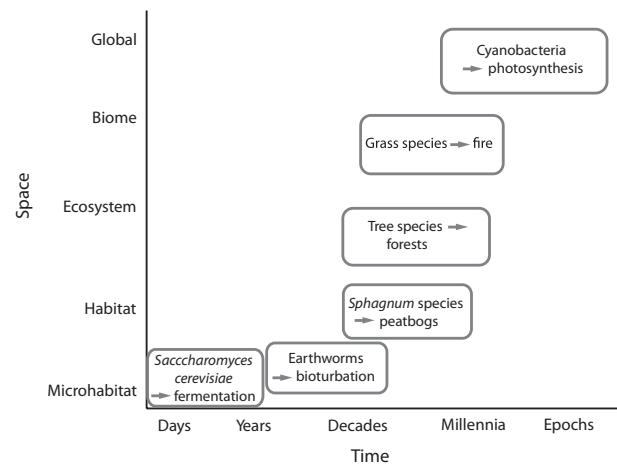 Global
Cyanobacteria
→ photosynthesis
Biome
Grass species → fire
Space
Ecosystem
Tree species →
forests
Habitat
Sphagnum species
→ peatbogs
Sacccharomyces
cerevisiae
→ fermentation
Earthworms
→ bioturbation
Microhabitat
Days Years Decades Millennia Epochs
Time